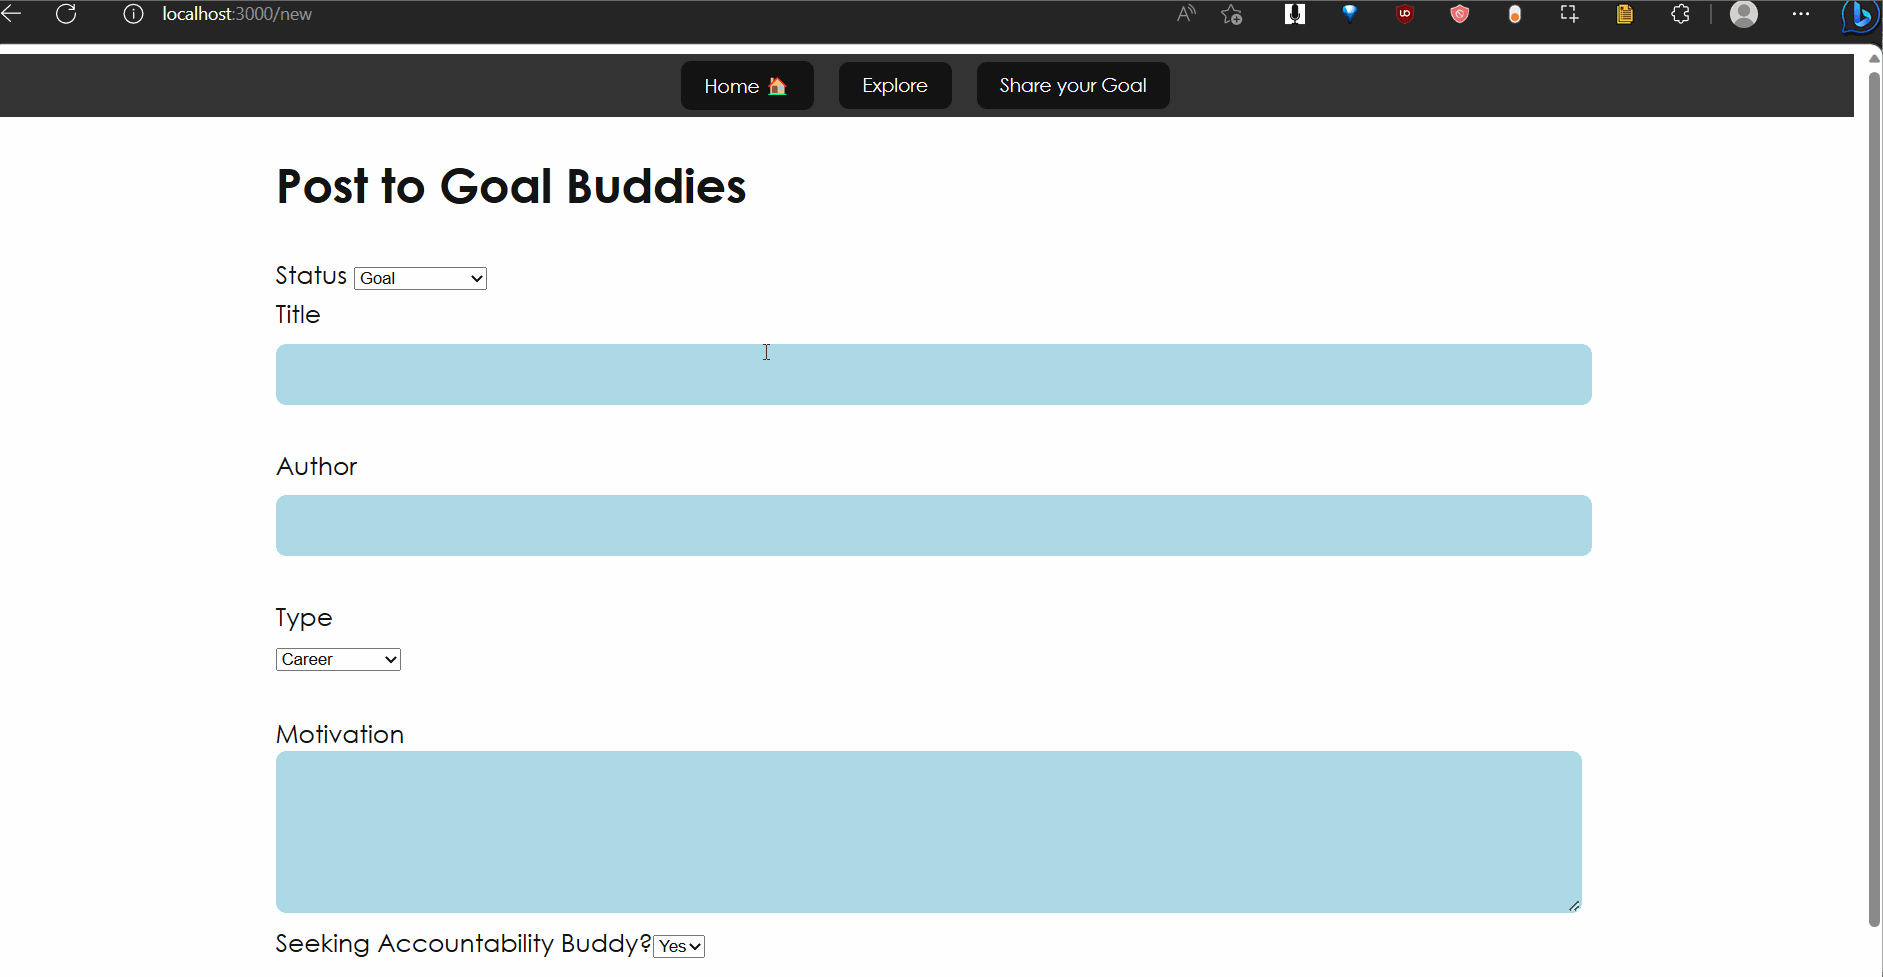 localhost:3000/new
Home 🏠 Explore Share your Goal
Post to Goal Buddies
Status Goal
Title
Author
Type
Career
Motivation
Seeking Accountability Buddy? Yes